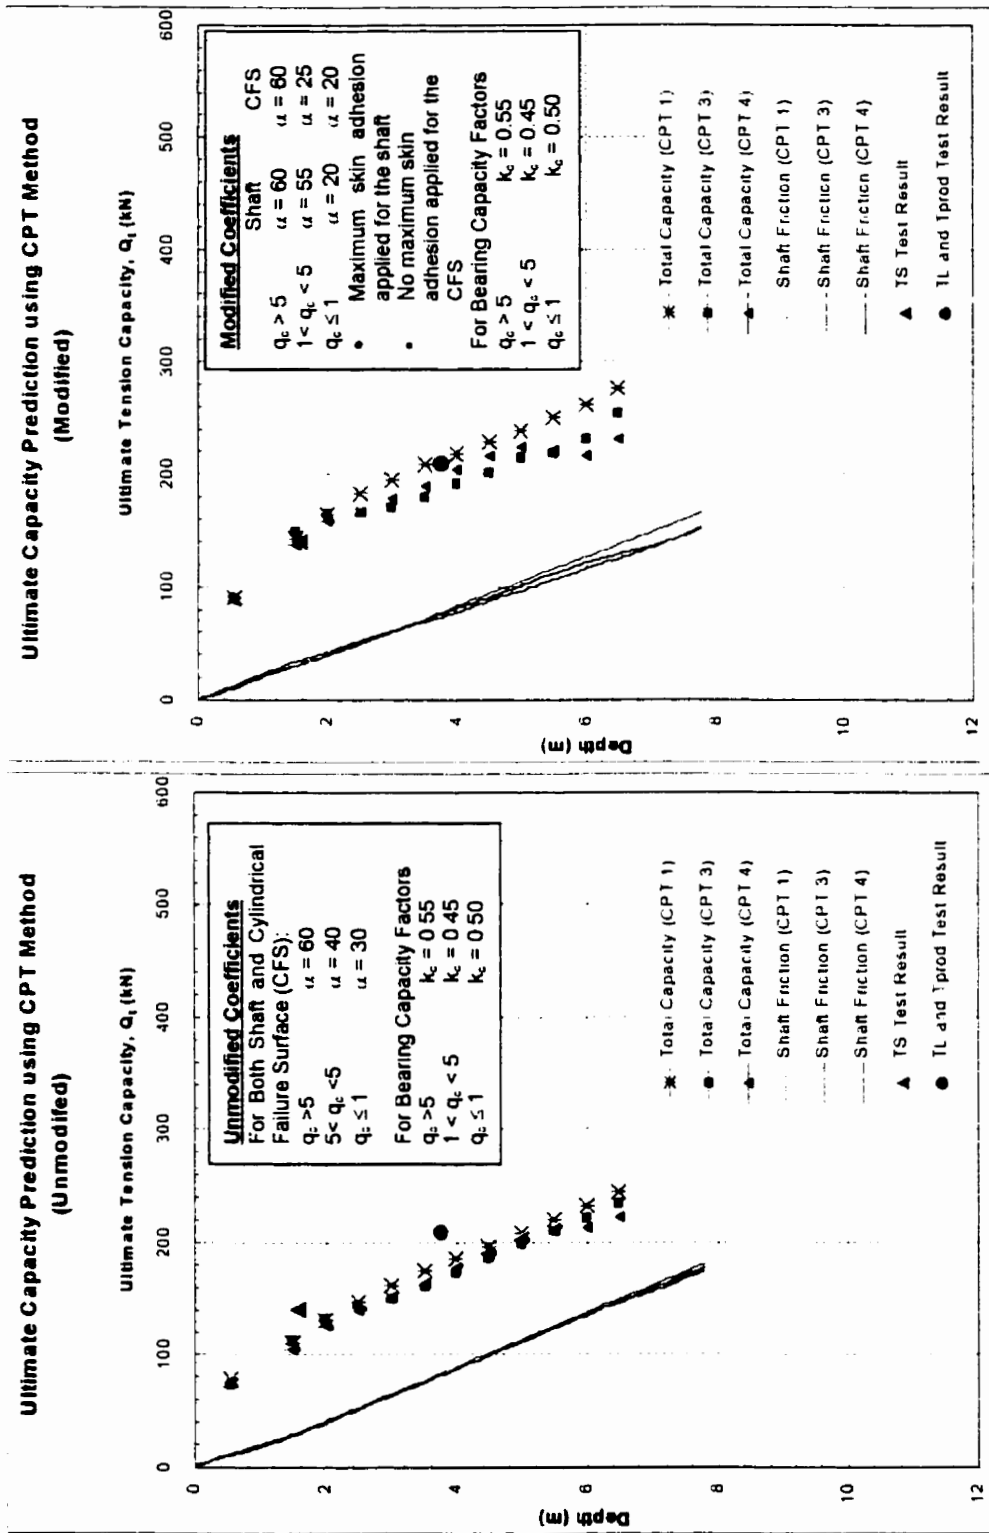 Ultimate Capacity Prediction using CPT Method
(Unmodifed)
Ultimate Tension Capacity, Qt (kN)
0 100 200 300 400 500 600
0
2
4
6
8
10
12
Depth (m)
Unmodified Coefficients
For Both Shaft and Cylindrical
Failure Surface (CFS):
qc >5 α = 60
5< qc <5 α = 40
qc ≤ 1 α = 30
For Bearing Capacity Factors
qc >5 kc = 0 55
1 < qc < 5 kc = 0 45
qc ≤ 1 kc = 0 50
Total Capacity (CPT 1)
Total Capacity (CPT 3)
Total Capacity (CPT 4)
Shaft Friction (CPT 1)
Shaft Friction (CPT 3)
Shaft Friction (CPT 4)
TS Test Result
TL and Tprod Test Result
Ultimate Capacity Prediction using CPT Method
(Modified)
Ultimate Tension Capacity, Qt (kN)
0 100 200 300 400 500 600
0
2
4
6
8
10
12
Depth (m)
Modified Coefficients
Shaft CFS
qc > 5 α = 60 α = 60
1 < qc < 5 α = 55 α = 25
qc ≤ 1 α = 20 α = 20
• Maximum skin adhesion
applied for the shaft
• No maximum skin
adhesion applied for the
CFS
For Bearing Capacity Factors
qc > 5 kc = 0.55
1 < qc < 5 kc = 0.45
qc ≤ 1 kc = 0.50
Total Capacity (CPT 1)
Total Capacity (CPT 3)
Total Capacity (CPT 4)
Shaft Friction (CPT 1)
Shaft Friction (CPT 3)
Shaft Friction (CPT 4)
TS Test Result
TL and Tprod Test Result